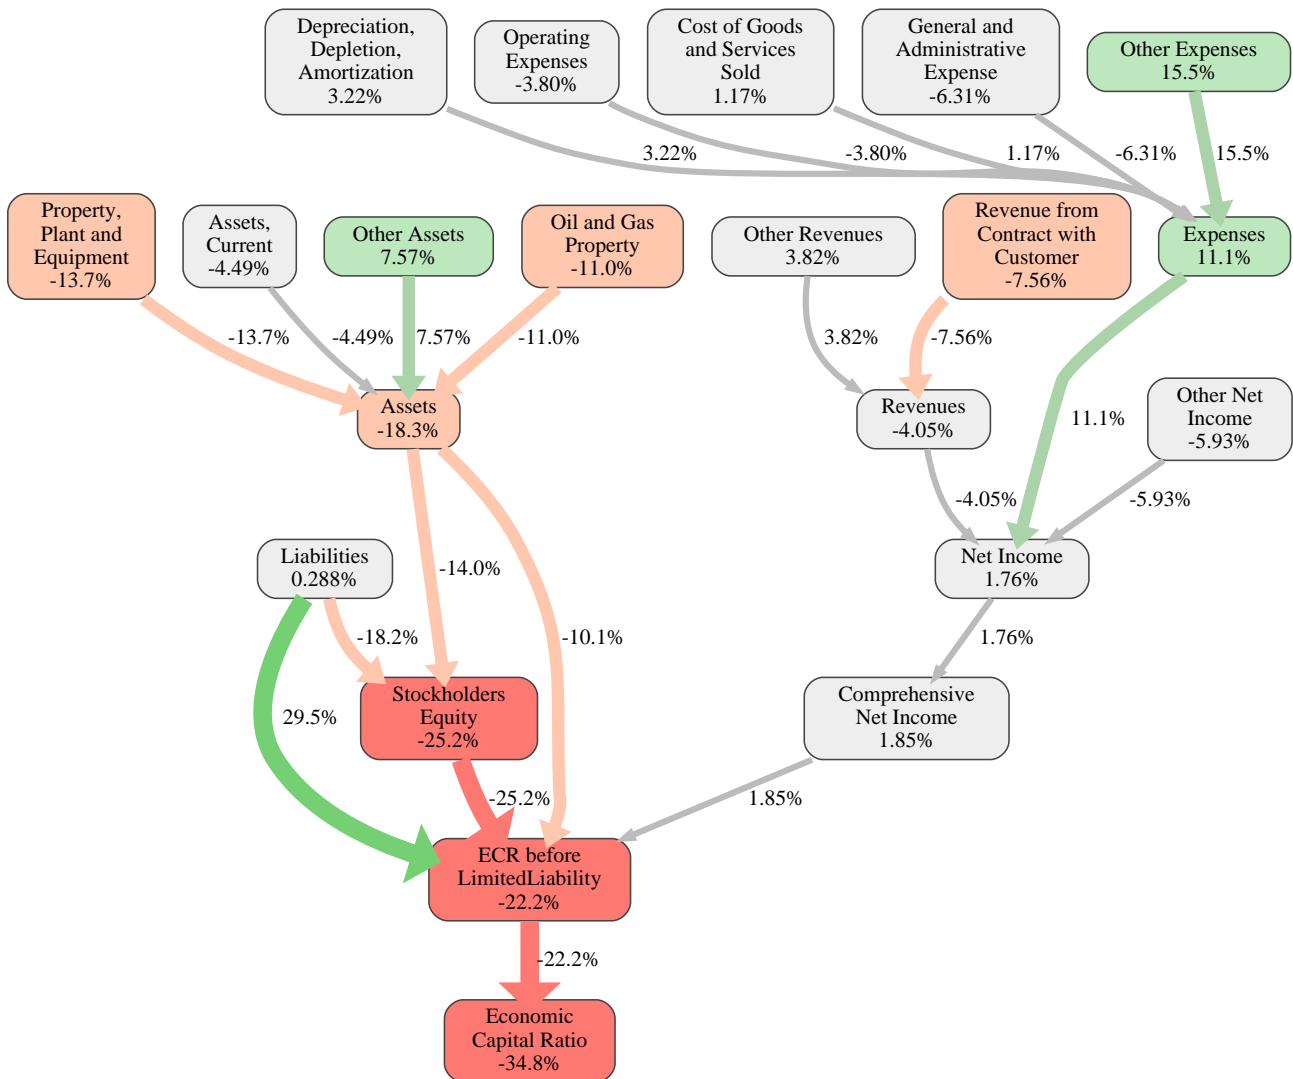 Depreciation,
Depletion,
Amortization
3.22%
Operating
Expenses
-3.80%
Cost of Goods
and Services
Sold
1.17%
General and
Administrative
Expense
-6.31%
Other Expenses
15.5%
3.22%
-3.80%
1.17%
-6.31%
15.5%
Property,
Plant and
Equipment
-13.7%
Assets,
Current
-4.49%
Other Assets
7.57%
Oil and Gas
Property
-11.0%
Other Revenues
3.82%
Revenue from
Contract with
Customer
-7.56%
Expenses
11.1%
-13.7%
-4.49%
7.57%
-11.0%
3.82%
-7.56%
Assets
-18.3%
Revenues
-4.05%
11.1%
Other Net
Income
-5.93%
-4.05%
-5.93%
Liabilities
0.288%
-14.0%
Net Income
1.76%
-18.2%
-10.1%
1.76%
29.5%
Stockholders
Equity
-25.2%
Comprehensive
Net Income
1.85%
-25.2%
1.85%
ECR before
LimitedLiability
-22.2%
-22.2%
Economic
Capital Ratio
-34.8%